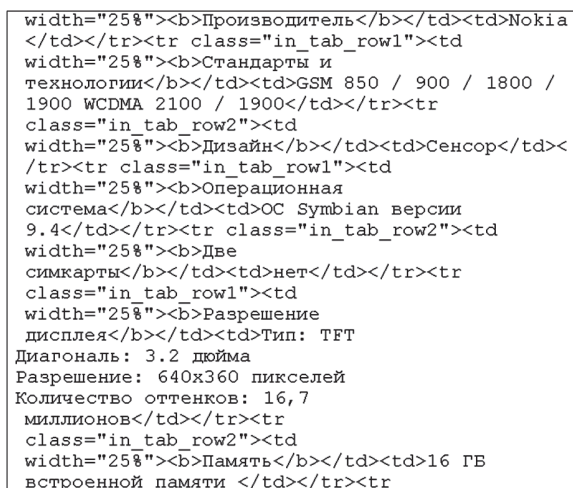 width="25%"><b>Производитель</b></td><td>Nokia
</td></tr><tr class="in_tab_row1"><td
width="25%"><b>Стандарты и
технологии</b></td><td>GSM 850 / 900 / 1800 /
1900 WCDMA 2100 / 1900</td></tr><tr
class="in_tab_row2"><td
width="25%"><b>Дизайн</b></td><td>Сенсор</td><
/tr><tr class="in_tab_row1"><td
width="25%"><b>Операционная
система</b></td><td>ОС Symbian версии
9.4</td></tr><tr class="in_tab_row2"><td
width="25%"><b>Две
симкарты</b></td><td>нет</td></tr><tr
class="in_tab_row1"><td
width="25%"><b>Разрешение
дисплея</b></td><td>Тип: TFT
Диагональ: 3.2 дюйма
Разрешение: 640x360 пикселей
Количество оттенков: 16,7
миллионов</td></tr><tr
class="in_tab_row2"><td
width="25%"><b>Память</b></td><td>16 ГБ
встроенной памяти </td></tr><tr